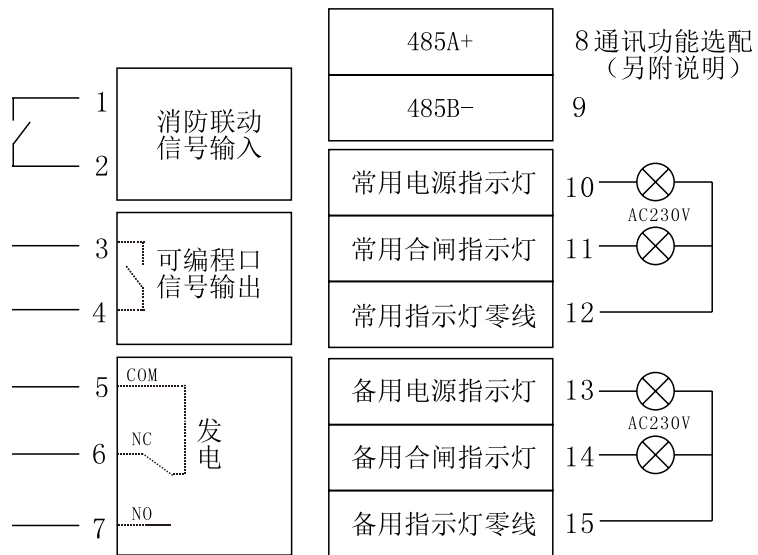 1
2
消防联动
信号输入
3
4
可编程口
信号输出
5
COM
6
NC
发
电
7
NO
485A+
8通讯功能选配
（另附说明）
485B-
9
常用电源指示灯
10
AC230V
常用合闸指示灯
11
常用指示灯零线
12
备用电源指示灯
13
AC230V
备用合闸指示灯
14
备用指示灯零线
15